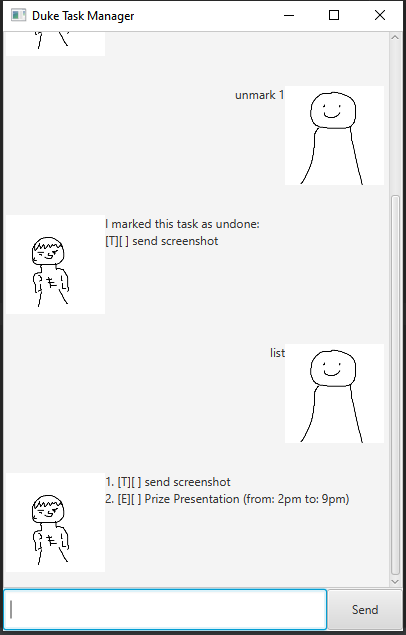 Duke Task Manager
unmark 1
I marked this task as undone:
[T][ ] send screenshot
list
1. [T][ ] send screenshot
2. [E][ ] Prize Presentation (from: 2pm to: 9pm)
Send